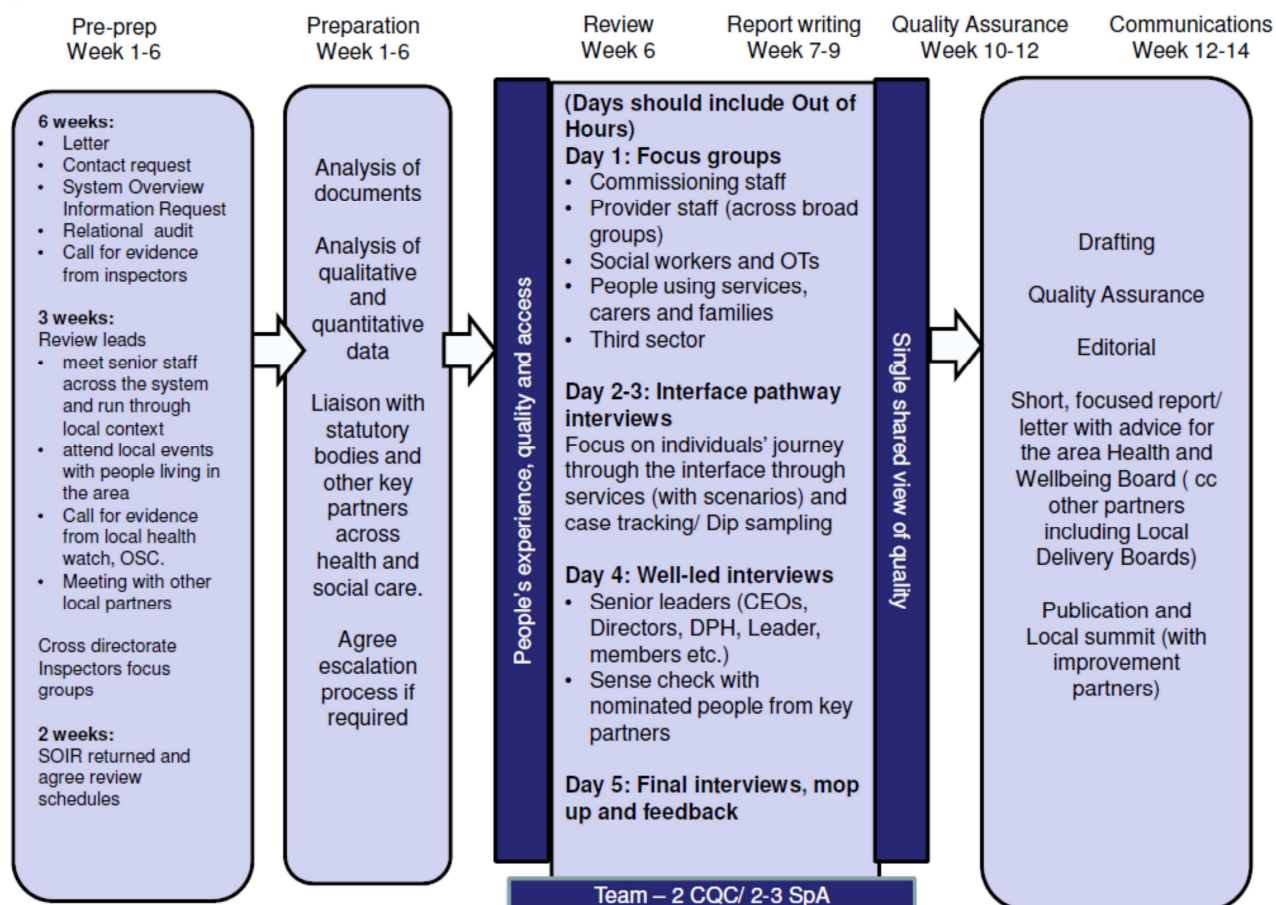 Pre-prep
Week 1-6
Preparation
Week 1-6
Review
Week 6
Report writing
Week 7-9
Quality Assurance
Week 10-12
Communications
Week 12-14
6 weeks:
• Letter
• Contact request
• System Overview
Information Request
• Relational audit
• Call for evidence
from inspectors
3 weeks:
Review leads
• meet senior staff
across the system
and run through
local context
• attend local events
with people living in
the area
• Call for evidence
from local health
watch, OSC.
• Meeting with other
local partners
Cross directorate
Inspectors focus
groups
2 weeks:
SOIR returned and
agree review
schedules
Analysis of
documents
Analysis of
qualitative
and
quantitative
data
Liaison with
statutory
bodies and
other key
partners
across
health and
social care.
Agree
escalation
process if
required
People's experience, quality and access
(Days should include Out of
Hours)
Day 1: Focus groups
• Commissioning staff
• Provider staff (across broad
groups)
• Social workers and OTs
• People using services,
carers and families
• Third sector
Day 2-3: Interface pathway
interviews
Focus on individuals' journey
through the interface through
services (with scenarios) and
case tracking/ Dip sampling
Day 4: Well-led interviews
• Senior leaders (CEOs,
Directors, DPH, Leader,
members etc.)
• Sense check with
nominated people from key
partners
Day 5: Final interviews, mop
up and feedback
Single shared view of quality
Team – 2 CQC/ 2-3 SpA
Drafting
Quality Assurance
Editorial
Short, focused report/
letter with advice for
the area Health and
Wellbeing Board ( cc
other partners
including Local
Delivery Boards)
Publication and
Local summit (with
improvement
partners)